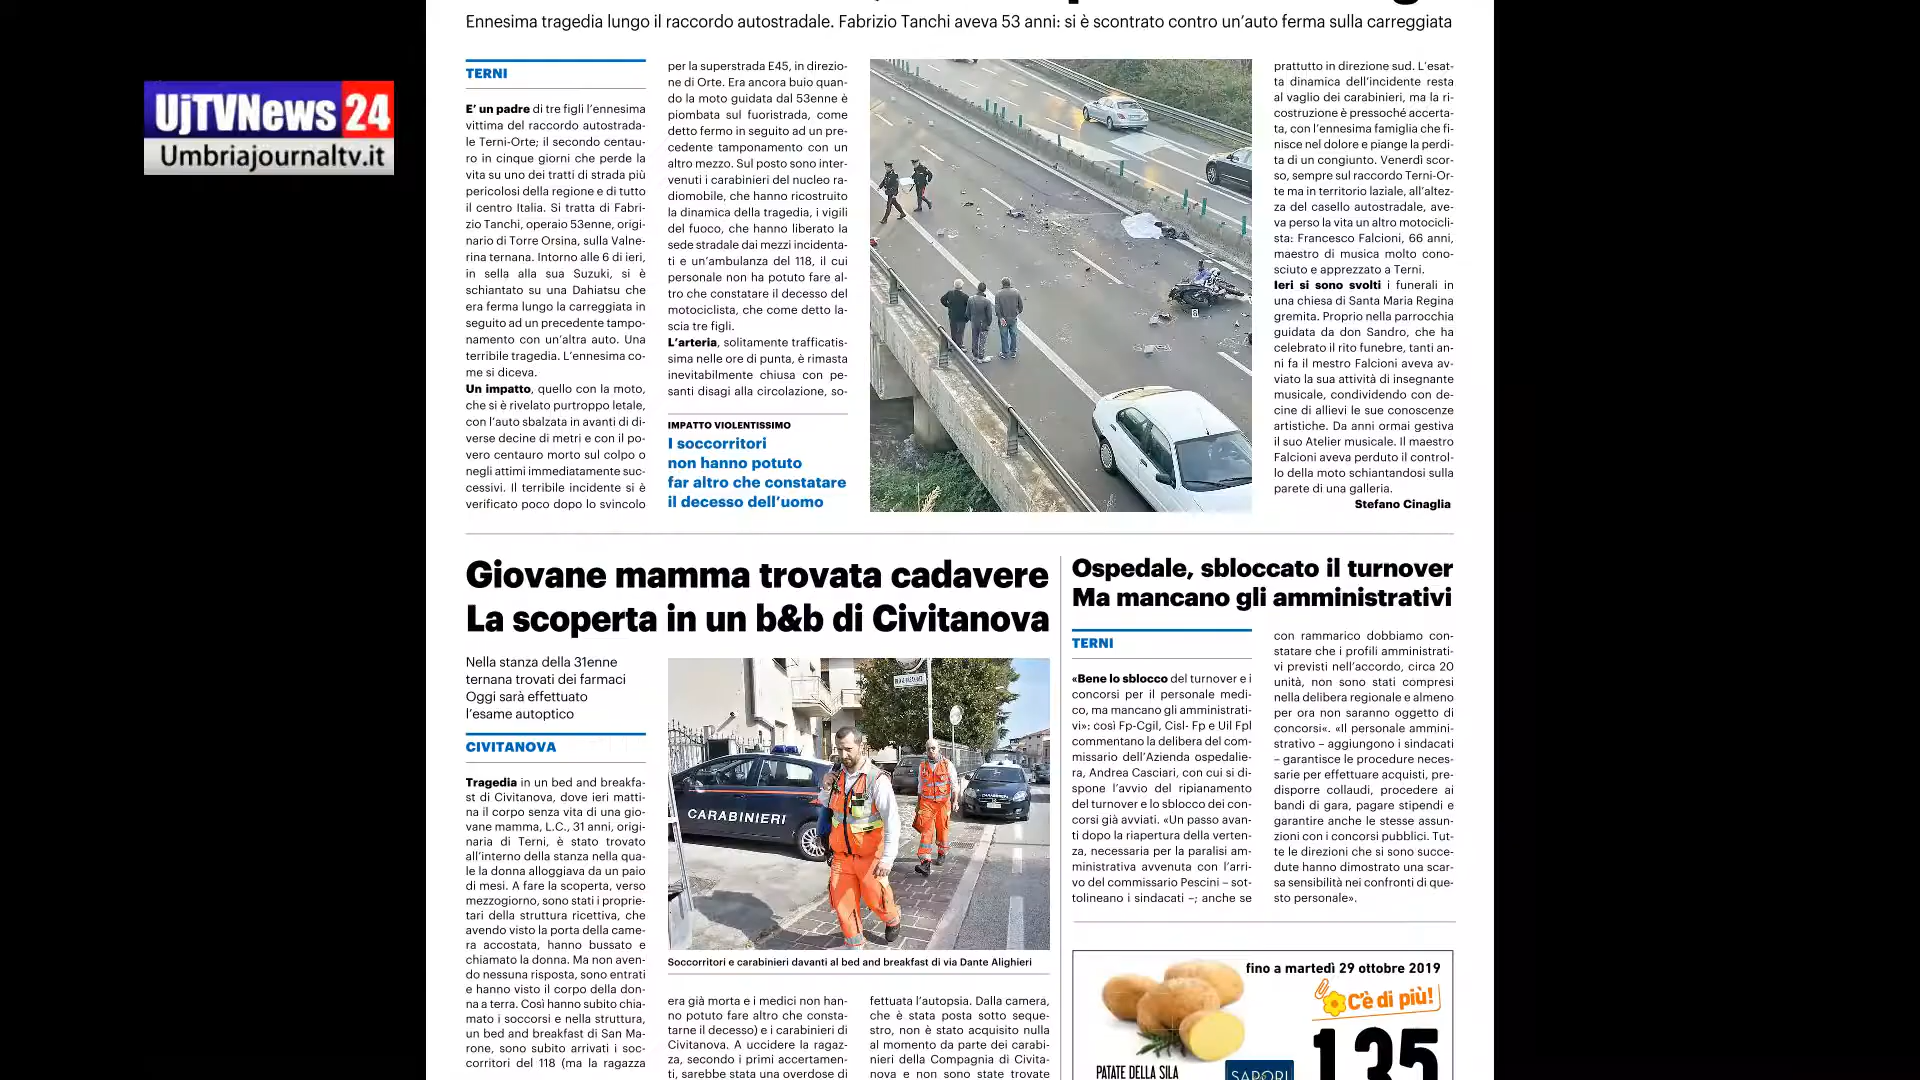 UjTVNews 24
Umbriajournaltv.it
Ennesima tragedia lungo il raccordo autostradale. Fabrizio Tanchi aveva 53 anni: si è scontrato contro un'auto ferma sulla carreggiata
TERNI
E' un padre di tre figli l'ennesima
vittima del raccordo autostrada-
le Terni-Orte; il secondo centau-
ro in cinque giorni che perde la
vita su uno dei tratti di strada più
pericolosi della regione e di tutto
il centro Italia. Si tratta di Fabri-
zio Tanchi, operaio 53enne, origi-
nario di Torre Orsina, sulla Valne-
rina ternana. Intorno alle 6 di ieri,
in sella alla sua Suzuki, si è
schiantato su una Dahiatsu che
era ferma lungo la carreggiata in
seguito ad un precedente tampo-
namento con un'altra auto. Una
terribile tragedia. L'ennesima co-
me si diceva.
Un impatto, quello con la moto,
che si è rivelato purtroppo letale,
con l'auto sbalzata in avanti di di-
verse decine di metri e con il po-
vero centauro morto sul colpo o
negli attimi immediatamente suc-
cessivi. Il terribile incidente si è
verificato poco dopo lo svincolo
per la superstrada E45, in direzio-
ne di Orte. Era ancora buio quan-
do la moto guidata dal 53enne è
piombata sul fuoristrada, come
detto fermo in seguito ad un pre-
cedente tamponamento con un
altro mezzo. Sul posto sono inter-
venuti i carabinieri del nucleo ra-
diomobile, che hanno ricostruito
la dinamica della tragedia, i vigili
del fuoco, che hanno liberato la
sede stradale dai mezzi incidenta-
ti e un'ambulanza del 118, il cui
personale non ha potuto fare al-
tro che constatare il decesso del
motociclista, che come detto la-
scia tre figli.
L'arteria, solitamente trafficatis-
sima nelle ore di punta, è rimasta
inevitabilmente chiusa con pe-
santi disagi alla circolazione, so-
IMPATTO VIOLENTISSIMO
I soccorritori
non hanno potuto
far altro che constatare
il decesso dell'uomo
prattutto in direzione sud. L'esat-
ta dinamica dell'incidente resta
al vaglio dei carabinieri, ma la ri-
costruzione è pressoché accerta-
ta, con l'ennesima famiglia che fi-
nisce nel dolore e piange la perdi-
ta di un congiunto. Venerdì scor-
so, sempre sul raccordo Terni-Or-
te ma in territorio laziale, all'altez-
za del casello autostradale, ave-
va perso la vita un altro motocicli-
sta: Francesco Falcioni, 66 anni,
maestro di musica molto cono-
sciuto e apprezzato a Terni.
Ieri si sono svolti i funerali in
una chiesa di Santa Maria Regina
gremita. Proprio nella parrocchia
guidata da don Sandro, che ha
celebrato il rito funebre, tanti an-
ni fa il mestro Falcioni aveva av-
viato la sua attività di insegnante
musicale, condividendo con de-
cine di allievi le sue conoscenze
artistiche. Da anni ormai gestiva
il suo Atelier musicale. Il maestro
Falcioni aveva perduto il control-
lo della moto schiantandosi sulla
parete di una galleria.
Stefano Cinaglia
Giovane mamma trovata cadavere
La scoperta in un b&b di Civitanova
Nella stanza della 31enne
ternana trovati dei farmaci
Oggi sarà effettuato
l'esame autoptico
CIVITANOVA
Tragedia in un bed and breakfa-
st di Civitanova, dove ieri matti-
na il corpo senza vita di una gio-
vane mamma, L.C., 31 anni, origi-
naria di Terni, è stato trovato
all'interno della stanza nella qua-
le la donna alloggiava da un paio
di mesi. A fare la scoperta, verso
mezzogiorno, sono stati i proprie-
tari della struttura ricettiva, che
avendo visto la porta della came-
ra accostata, hanno bussato e
chiamato la donna. Ma non aven-
do nessuna risposta, sono entrati
e hanno visto il corpo della don-
na a terra. Così hanno subito chia-
mato i soccorsi e nella struttura,
un bed and breakfast di San Ma-
rone, sono subito arrivati i soc-
corritori del 118 (ma la ragazza
CARABINIERI
Soccorritori e carabinieri davanti al bed and breakfast di via Dante Alighieri
era già morta e i medici non han-
no potuto fare altro che consta-
tarne il decesso) e i carabinieri di
Civitanova. A uccidere la ragaz-
za, secondo i primi accertamen-
ti, sarebbe stata una overdose di
fettuata l'autopsia. Dalla camera,
che è stata posta sotto seque-
stro, non è stato acquisito nulla
al momento da parte dei carabi-
nieri della Compagnia di Civita-
nova e non sono state trovate
Ospedale, sbloccato il turnover
Ma mancano gli amministrativi
TERNI
«Bene lo sblocco del turnover e i
concorsi per il personale medi-
co, ma mancano gli amministrati-
vi»: così Fp-Cgil, Cisl- Fp e Uil Fpl
commentano la delibera del com-
missario dell'Azienda ospedalie-
ra, Andrea Casciari, con cui si di-
spone l'avvio del ripianamento
del turnover e lo sblocco dei con-
corsi già avviati. «Un passo avan-
ti dopo la riapertura della verten-
za, necessaria per la paralisi am-
ministrativa avvenuta con l'arri-
vo del commissario Pescini – sot-
tolineano i sindacati –; anche se
con rammarico dobbiamo con-
statare che i profili amministrati-
vi previsti nell'accordo, circa 20
unità, non sono stati compresi
nella delibera regionale e almeno
per ora non saranno oggetto di
concorsi«. «Il personale ammini-
strativo – aggiungono i sindacati
– garantisce le procedure neces-
sarie per effettuare acquisti, pre-
disporre collaudi, procedere ai
bandi di gara, pagare stipendi e
garantire anche le stesse assun-
zioni con i concorsi pubblici. Tut-
te le direzioni che si sono succe-
dute hanno dimostrato una scar-
sa sensibilità nei confronti di que-
sto personale».
fino a martedì 29 ottobre 2019
C'è di più!
135
PATATE DELLA SILA
SAPORI